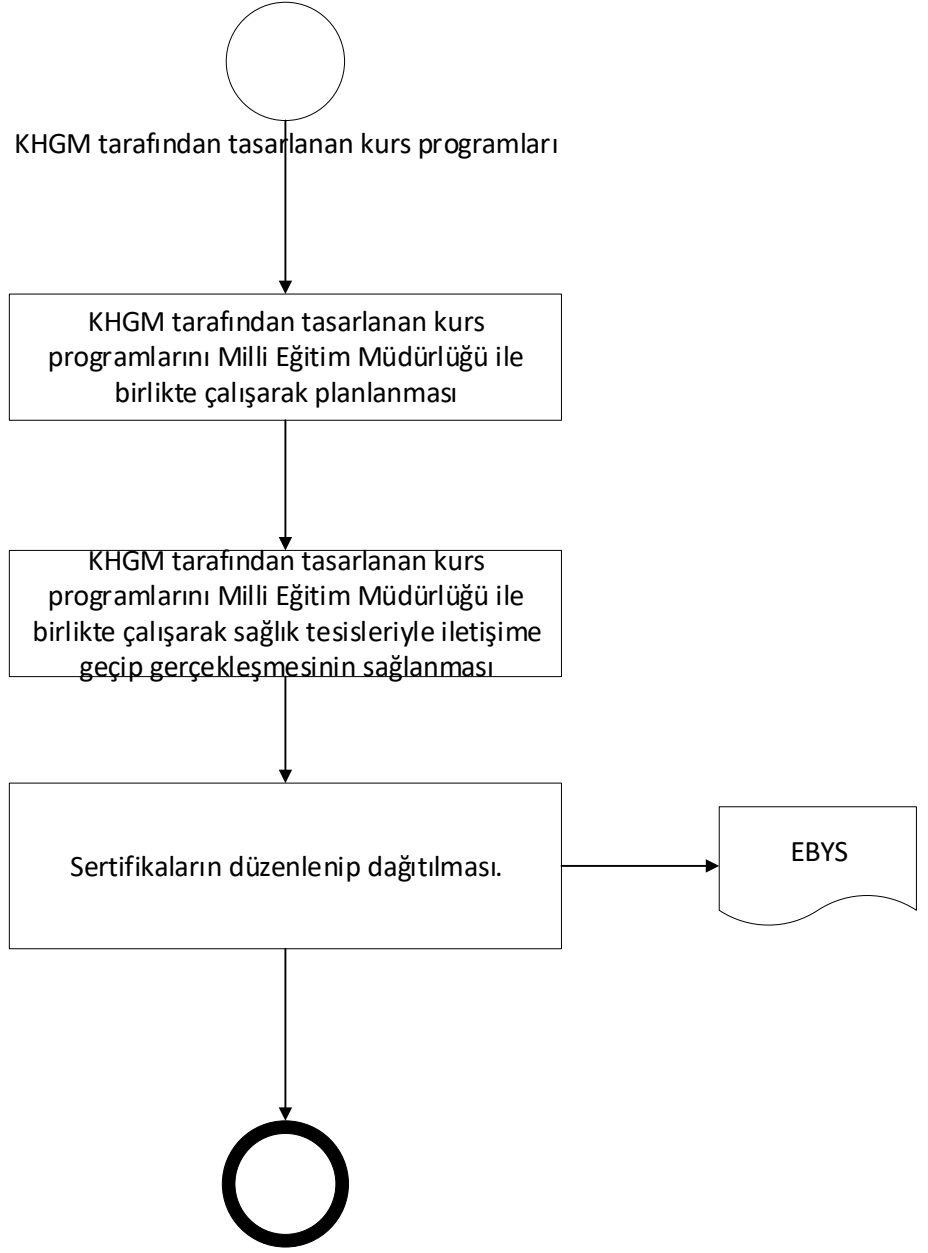 KHGM tarafından tasarlanan kurs programları
KHGM tarafından tasarlanan kurs
programlarını Milli Eğitim Müdürlüğü ile
birlikte çalışarak planlanması
KHGM tarafından tasarlanan kurs
programlarını Milli Eğitim Müdürlüğü ile
birlikte çalışarak sağlık tesisleriyle iletişime
geçip gerçekleşmesinin sağlanması
Sertifikaların düzenlenip dağıtılması.
EBYS